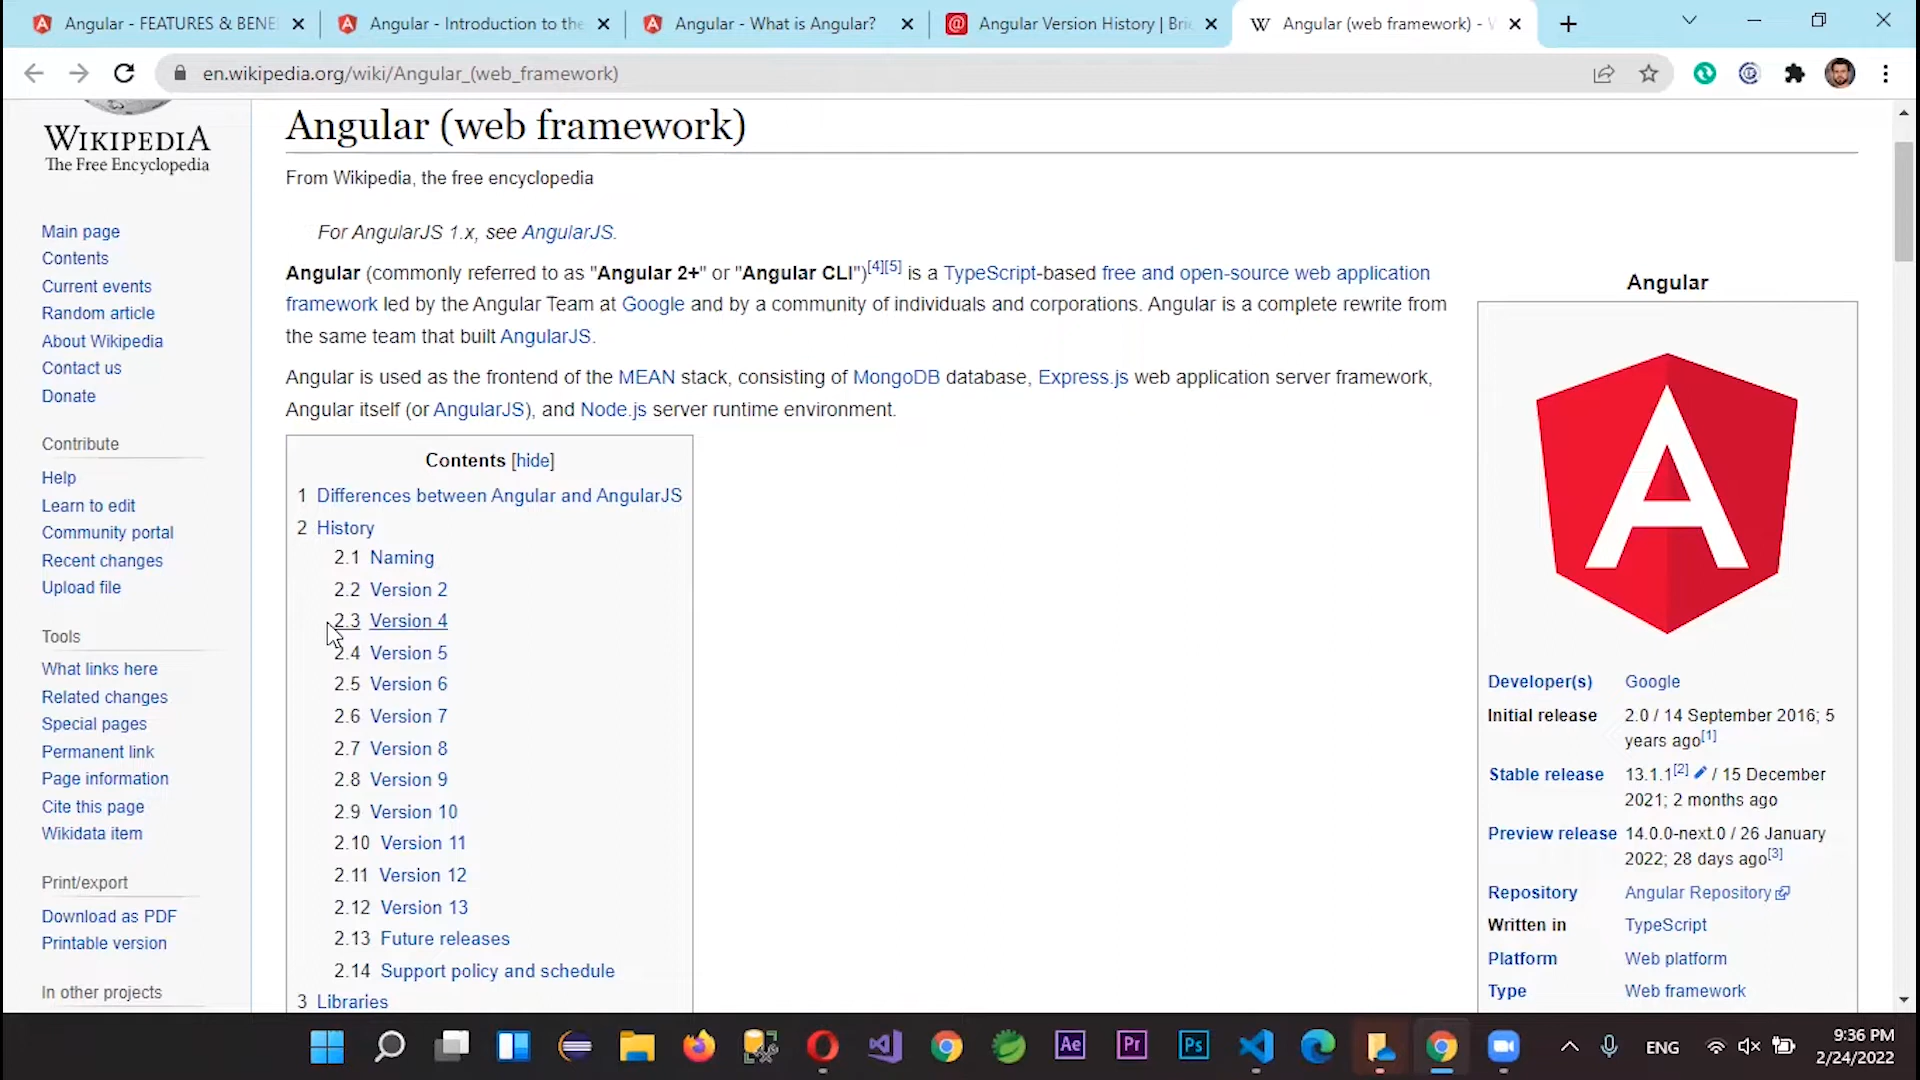 Angular - FEATURES & BENE
Angular - Introduction to the
Angular - What is Angular?
Angular Version History | Bri
Angular (web framework) - W
en.wikipedia.org/wiki/Angular_(web_framework)
WIKIPEDIA
The Free Encyclopedia
Main page
Contents
Current events
Random article
About Wikipedia
Contact us
Donate
Contribute
Help
Learn to edit
Community portal
Recent changes
Upload file
Tools
What links here
Related changes
Special pages
Permanent link
Page information
Cite this page
Wikidata item
Print/export
Download as PDF
Printable version
In other projects
Angular (web framework)
From Wikipedia, the free encyclopedia
For AngularJS 1.x, see AngularJS.
Angular (commonly referred to as "Angular 2+" or "Angular CLI")[4][5] is a TypeScript-based free and open-source web application
framework led by the Angular Team at Google and by a community of individuals and corporations. Angular is a complete rewrite from
the same team that built AngularJS.
Angular is used as the frontend of the MEAN stack, consisting of MongoDB database, Express.js web application server framework,
Angular itself (or AngularJS), and Node.js server runtime environment.
Contents [hide]
1 Differences between Angular and AngularJS
2 History
2.1 Naming
2.2 Version 2
2.3 Version 4
2.4 Version 5
2.5 Version 6
2.6 Version 7
2.7 Version 8
2.8 Version 9
2.9 Version 10
2.10 Version 11
2.11 Version 12
2.12 Version 13
2.13 Future releases
2.14 Support policy and schedule
3 Libraries
Angular
A
Developer(s) Google
Initial release 2.0 / 14 September 2016; 5
years ago[1]
Stable release 13.1.1[2] / 15 December
2021; 2 months ago
Preview release 14.0.0-next.0 / 26 January
2022; 28 days ago[3]
Repository Angular Repository
Written in TypeScript
Platform Web platform
Type Web framework
Ae
Pr
Ps
ENG
9:36 PM
2/24/2022